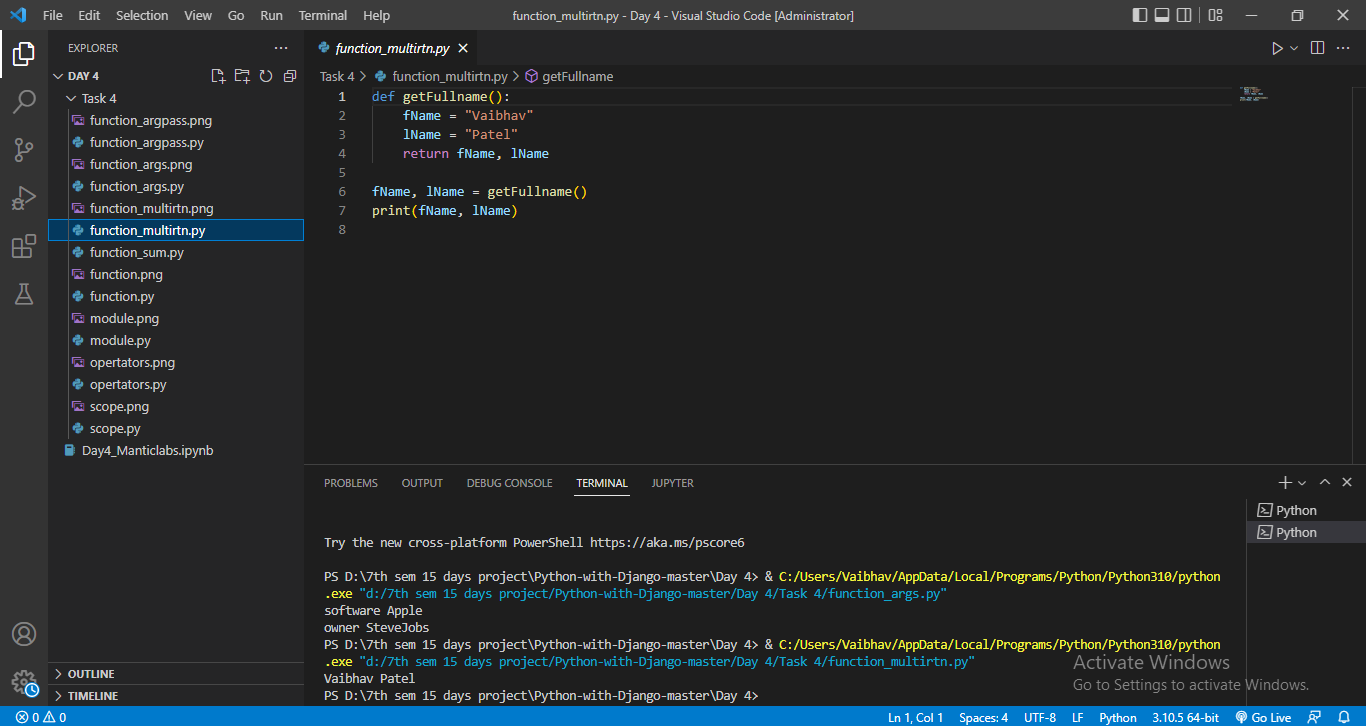 File Edit Selection View Go Run Terminal Help function_multirtn.py - Day 4 - Visual Studio Code [Administrator]
EXPLORER
DAY 4
Task 4
function_argpass.png
function_argpass.py
function_args.png
function_args.py
function_multirtn.png
function_multirtn.py
function_sum.py
function.png
function.py
module.png
module.py
opertators.png
opertators.py
scope.png
scope.py
Day4_Manticlabs.ipynb
OUTLINE
TIMELINE
function_multirtn.py
Task 4 > function_multirtn.py > getFullname
1 def getFullname():
2     fName = "Vaibhav"
3     lName = "Patel"
4     return fName, lName
5
6 fName, lName = getFullname()
7 print(fName, lName)
8
PROBLEMS OUTPUT DEBUG CONSOLE TERMINAL JUPYTER
Python
Python
Try the new cross-platform PowerShell https://aka.ms/pscore6
PS D:\7th sem 15 days project\Python-with-Django-master\Day 4> & C:/Users/Vaibhav/AppData/Local/Programs/Python/Python310/python
.exe "d:/7th sem 15 days project/Python-with-Django-master/Day 4/Task 4/function_args.py"
software Apple
owner SteveJobs
PS D:\7th sem 15 days project\Python-with-Django-master\Day 4> & C:/Users/Vaibhav/AppData/Local/Programs/Python/Python310/python
.exe "d:/7th sem 15 days project/Python-with-Django-master/Day 4/Task 4/function_multirtn.py"
Vaibhav Patel
PS D:\7th sem 15 days project\Python-with-Django-master\Day 4>
Activate Windows
Go to Settings to activate Windows.
0 0 Ln 1, Col 1 Spaces: 4 UTF-8 LF Python 3.10.5 64-bit Go Live